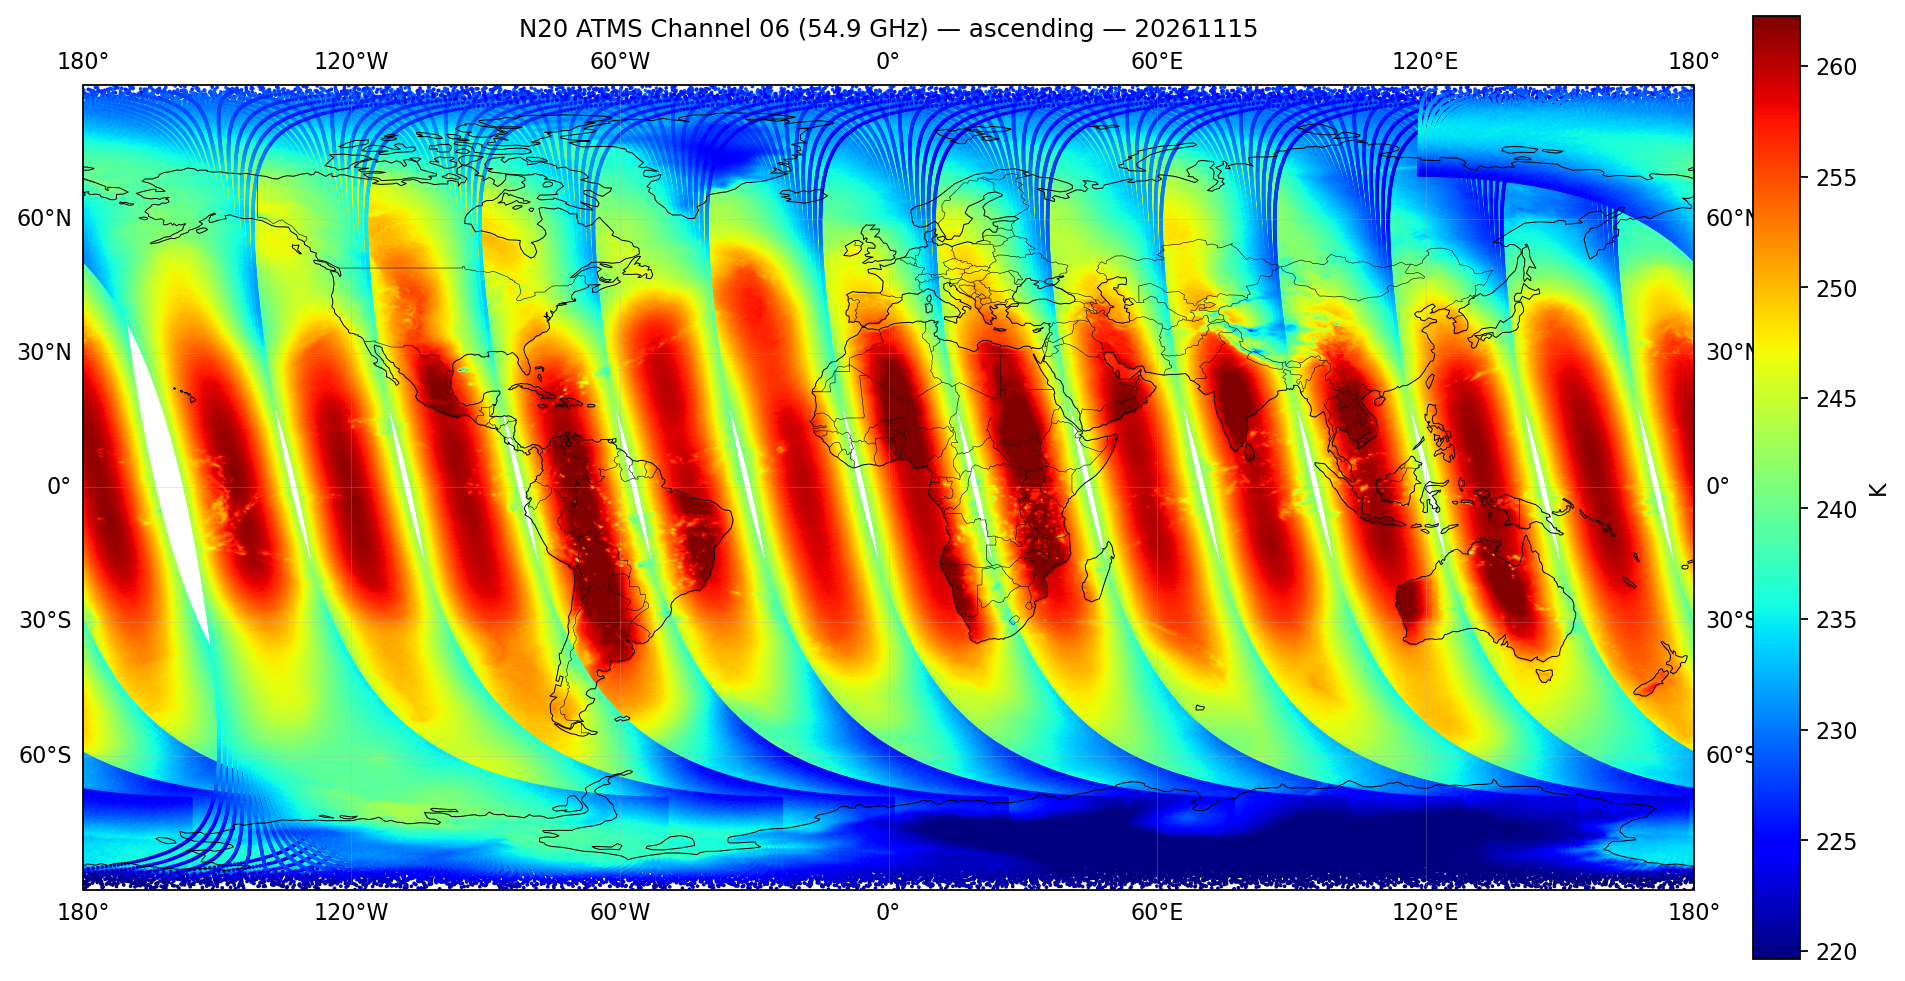 N20 ATMS Channel 06 (54.9 GHz) — ascending — 20261115
180° 120°W 60°W 0° 60°E 120°E 180°
260
255
60°N 60°N
250
30°N 30°N
245
0° 0° K
240
30°S 30°S
235
60°S 60°S
230
225
180° 120°W 60°W 0° 60°E 120°E 180°
220